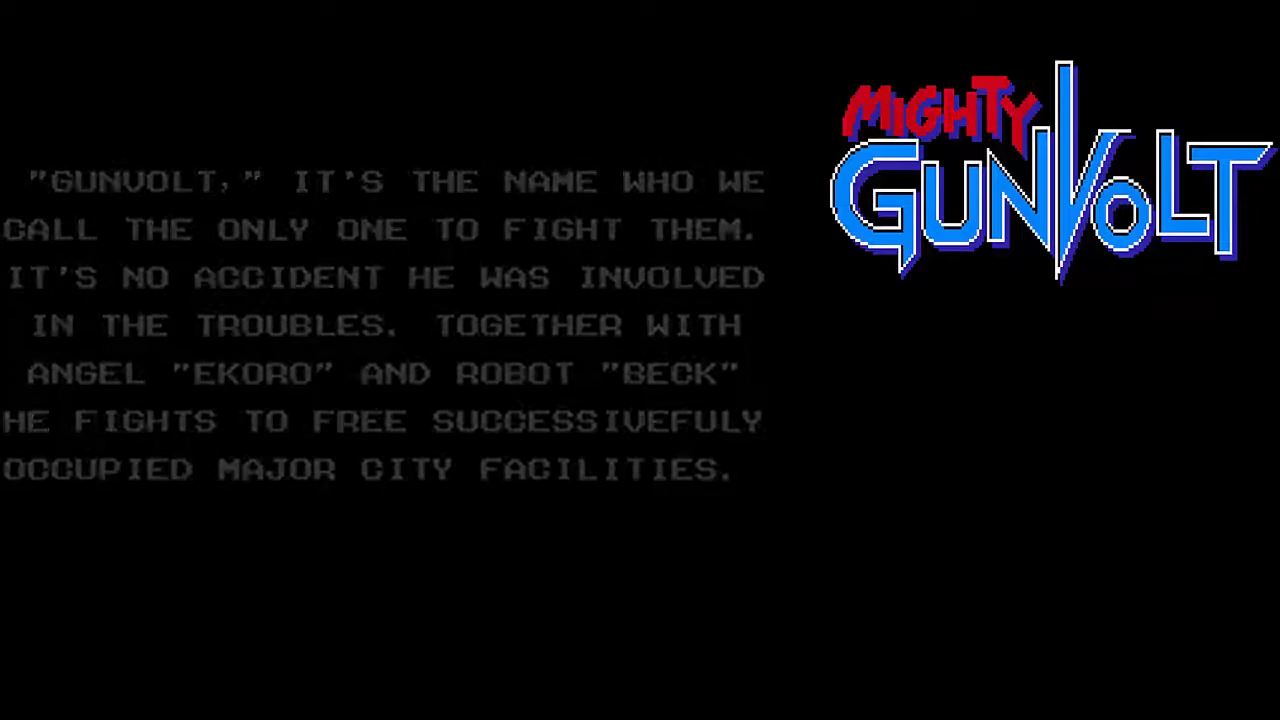 MIGHTY
GUNVOLT
"GUNVOLT," IT'S THE NAME WHO WE
CALL THE ONLY ONE TO FIGHT THEM.
IT'S NO ACCIDENT HE WAS INVOLVED
IN THE TROUBLES. TOGETHER WITH
ANGEL "EKORO" AND ROBOT "BECK"
HE FIGHTS TO FREE SUCCESSIVEFULY
OCCUPIED MAJOR CITY FACILITIES.